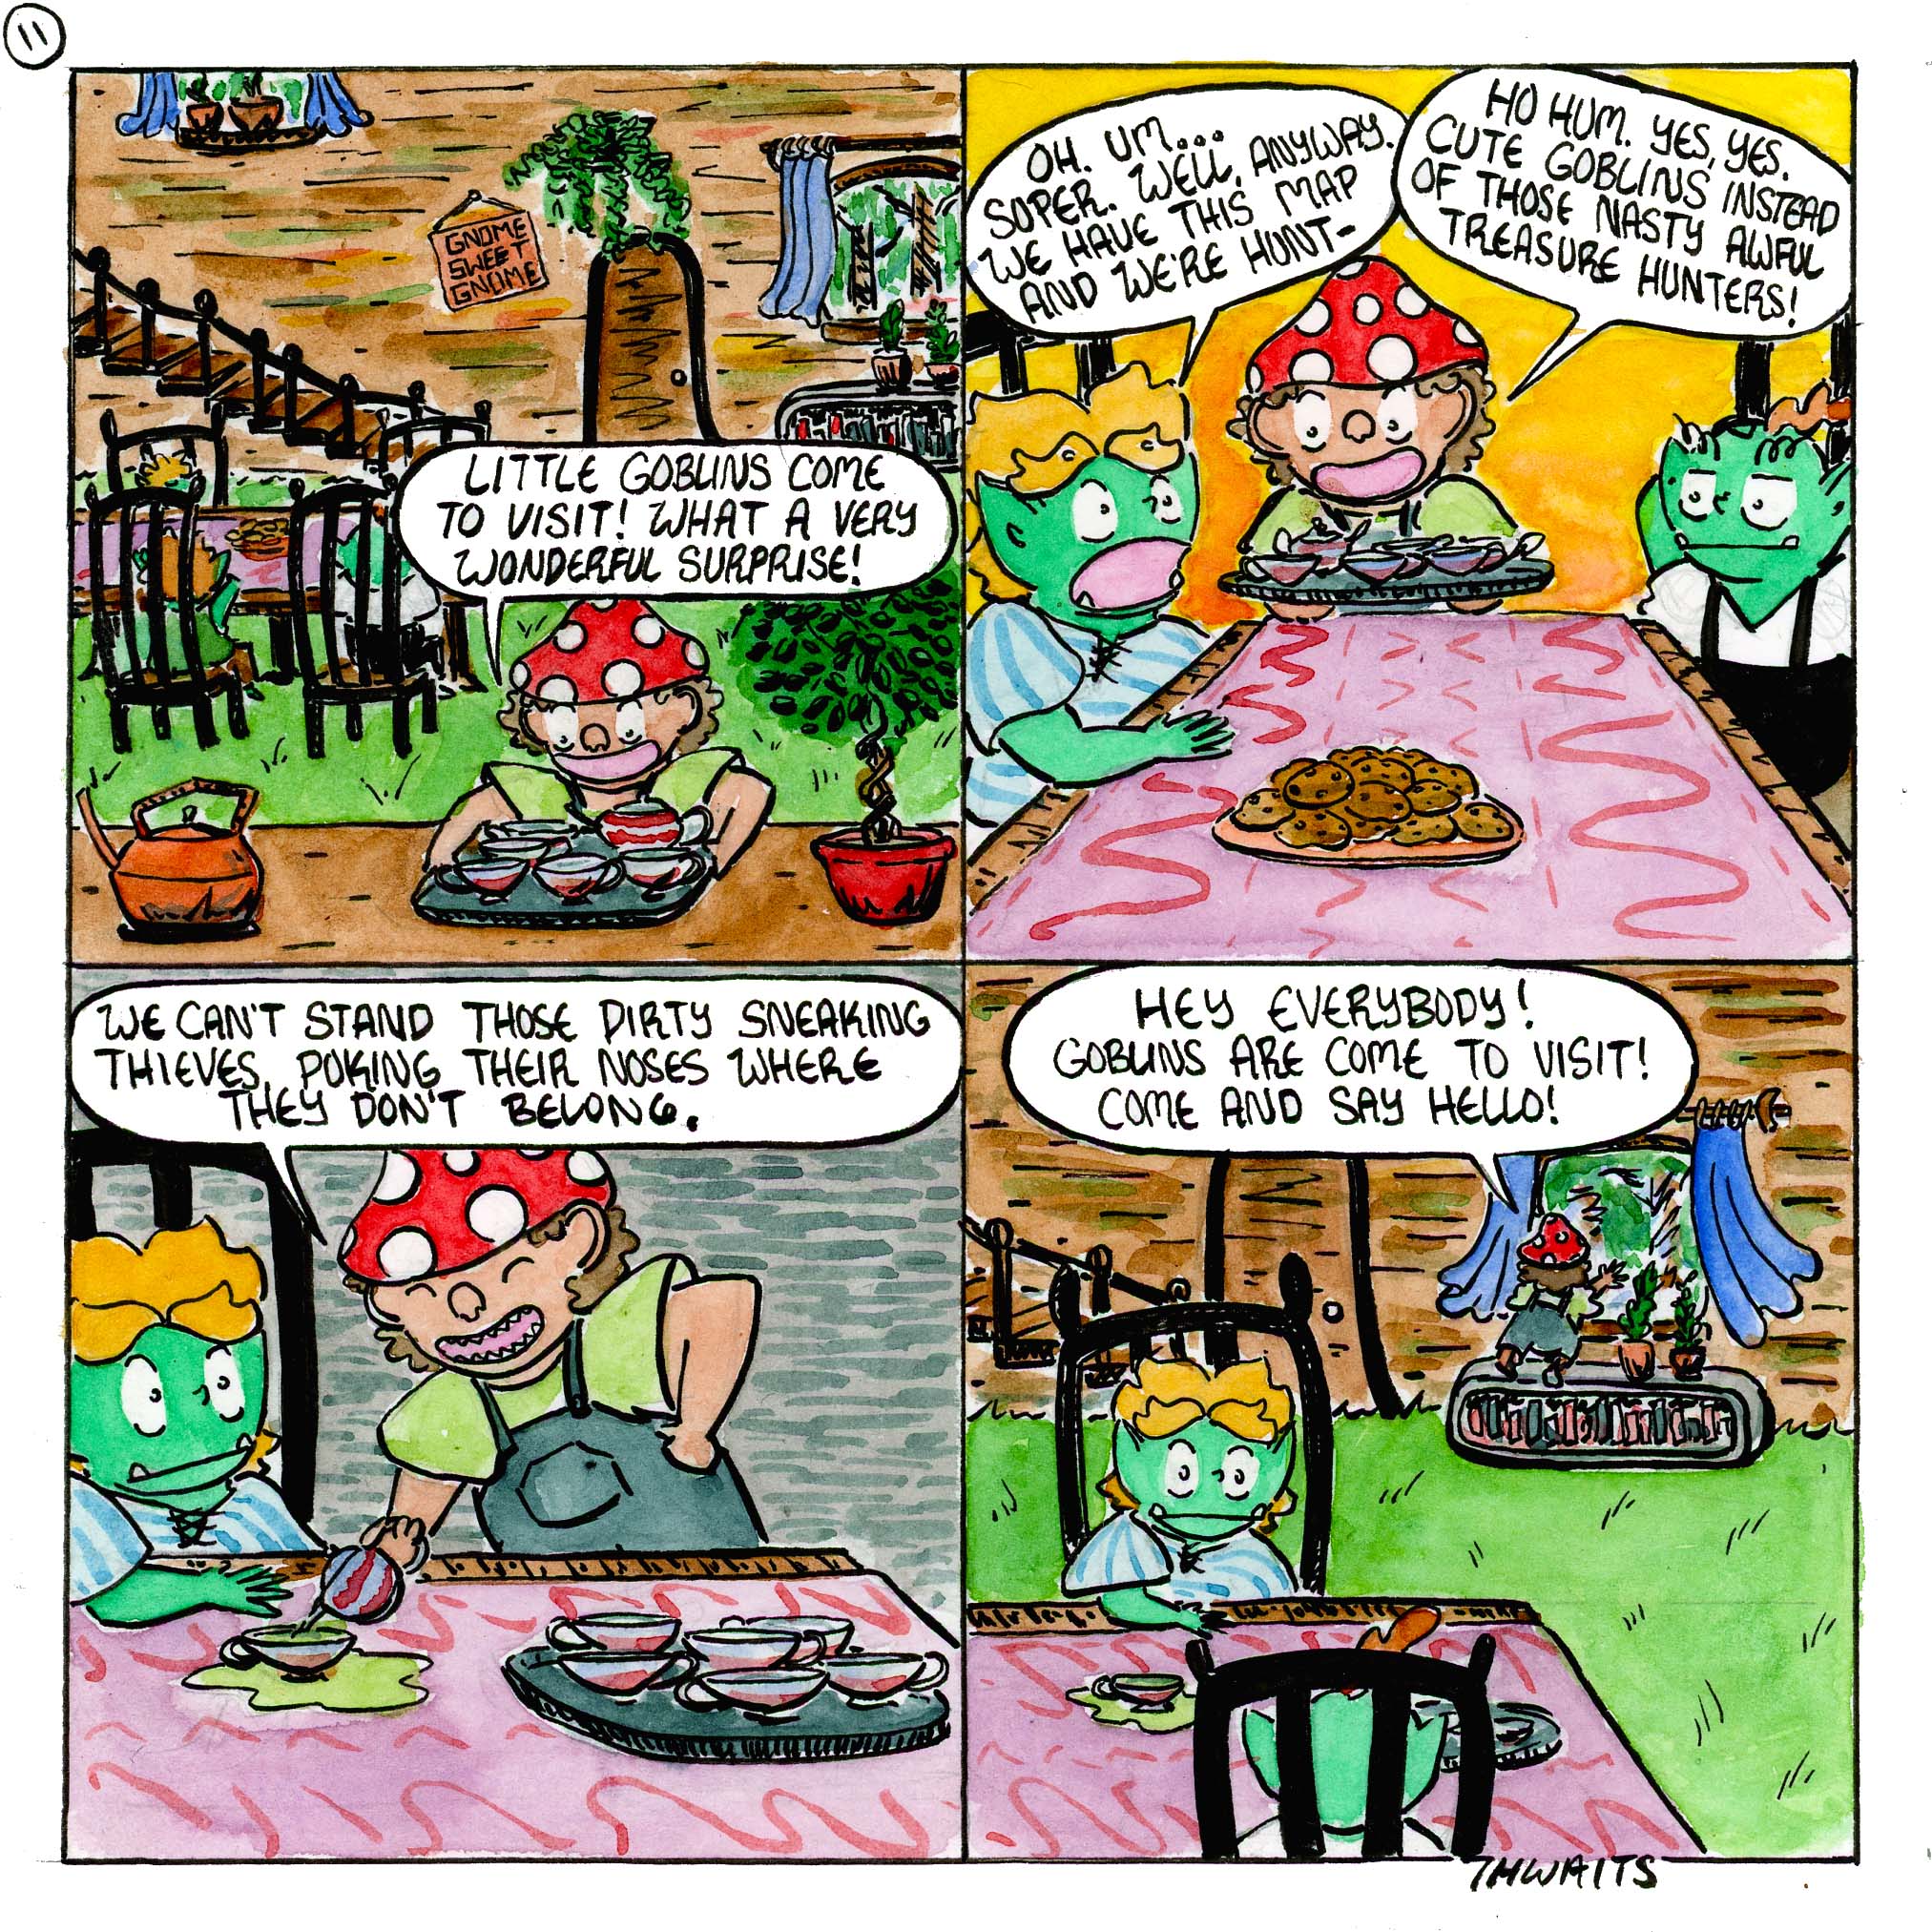 11
GNOME
SWEET
GNOME
LITTLE GOBLINS COME
TO VISIT! WHAT A VERY
WONDERFUL SURPRISE!
OH. UM...
SUPER. WELL, ANYWAY.
WE HAVE THIS MAP
AND WE'RE HUNT-
HO HUM. YES, YES.
CUTE GOBLINS INSTEAD
OF THOSE NASTY AWFUL
TREASURE HUNTERS!
WE CAN'T STAND THOSE DIRTY SNEAKING
THIEVES, POKING THEIR NOSES WHERE
THEY DON'T BELONG.
HEY EVERYBODY!
GOBLINS ARE COME TO VISIT!
COME AND SAY HELLO!
THWAITS